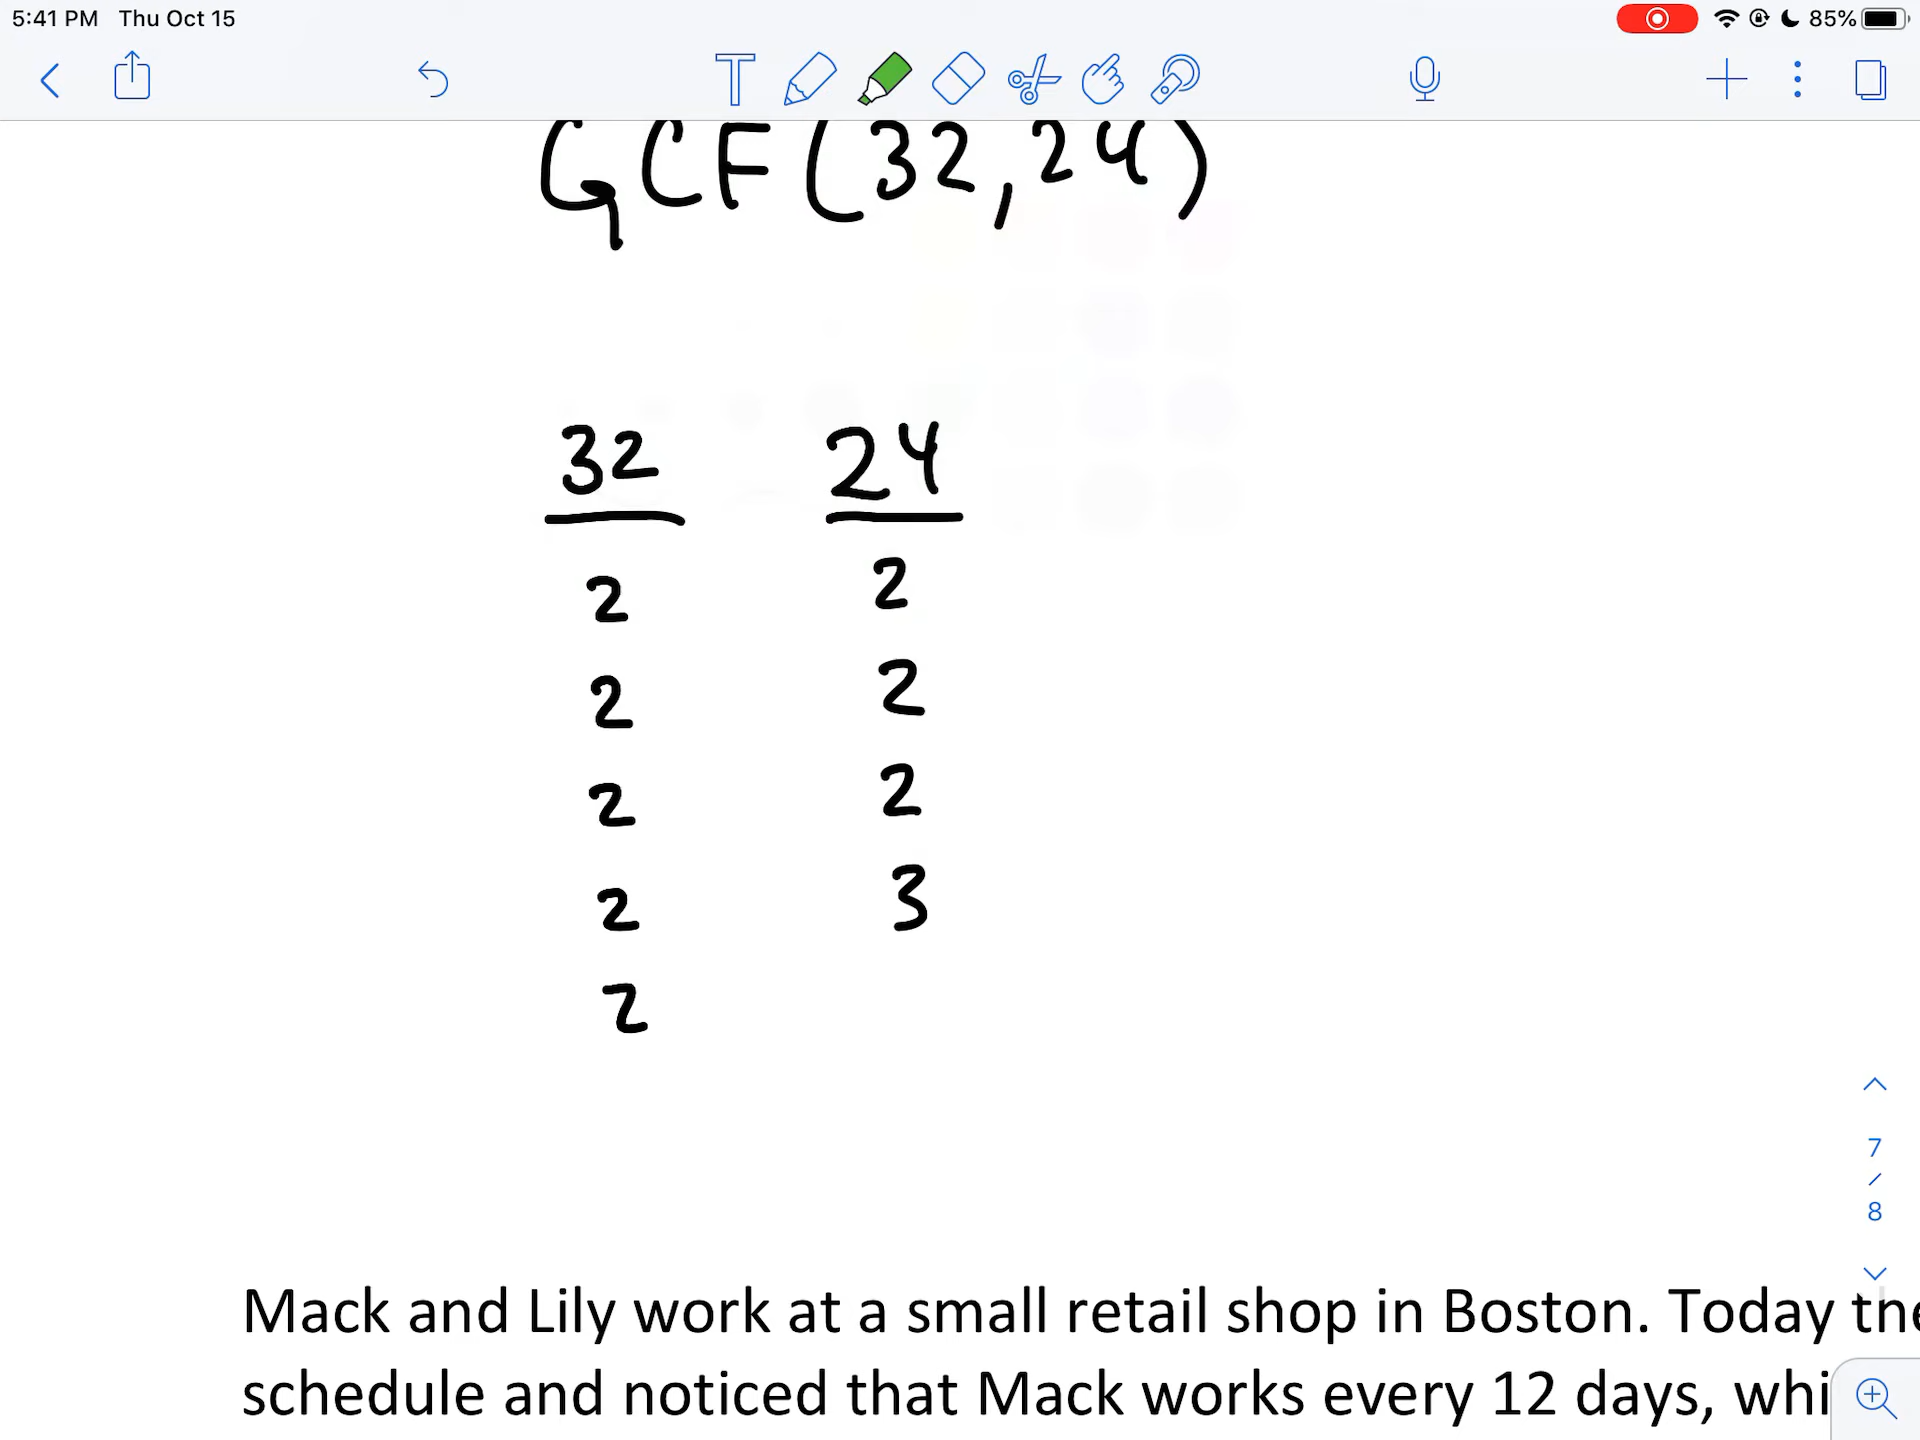 5:41 PM Thu Oct 15 85%
T
GCF(32,24)
32 24
2 2
2 2
2 2
2 3
2
7
/
8
Mack and Lily work at a small retail shop in Boston. Today the
schedule and noticed that Mack works every 12 days, whi